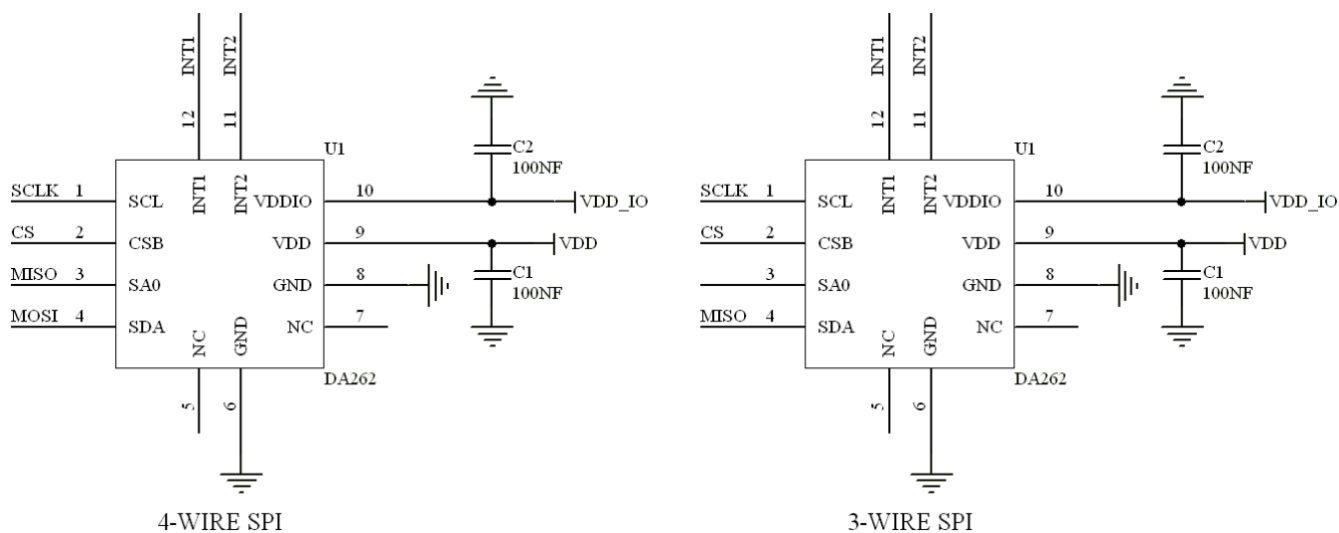 INT1
INT2
12
11
U1
C2
100NF
SCLK 1 SCL
INT1
INT2
VDDIO 10
VDD_IO
CS 2 CSB
VDD 9
VDD
MISO 3 SA0
GND 8
C1
100NF
MOSI 4 SDA
NC
GND
NC 7
DA262
5
6
4-WIRE SPI
INT1
INT2
12
11
U1
C2
100NF
SCLK 1 SCL
INT1
INT2
VDDIO 10
VDD_IO
CS 2 CSB
VDD 9
VDD
3 SA0
GND 8
C1
100NF
MISO 4 SDA
NC
GND
NC 7
DA262
5
6
3-WIRE SPI